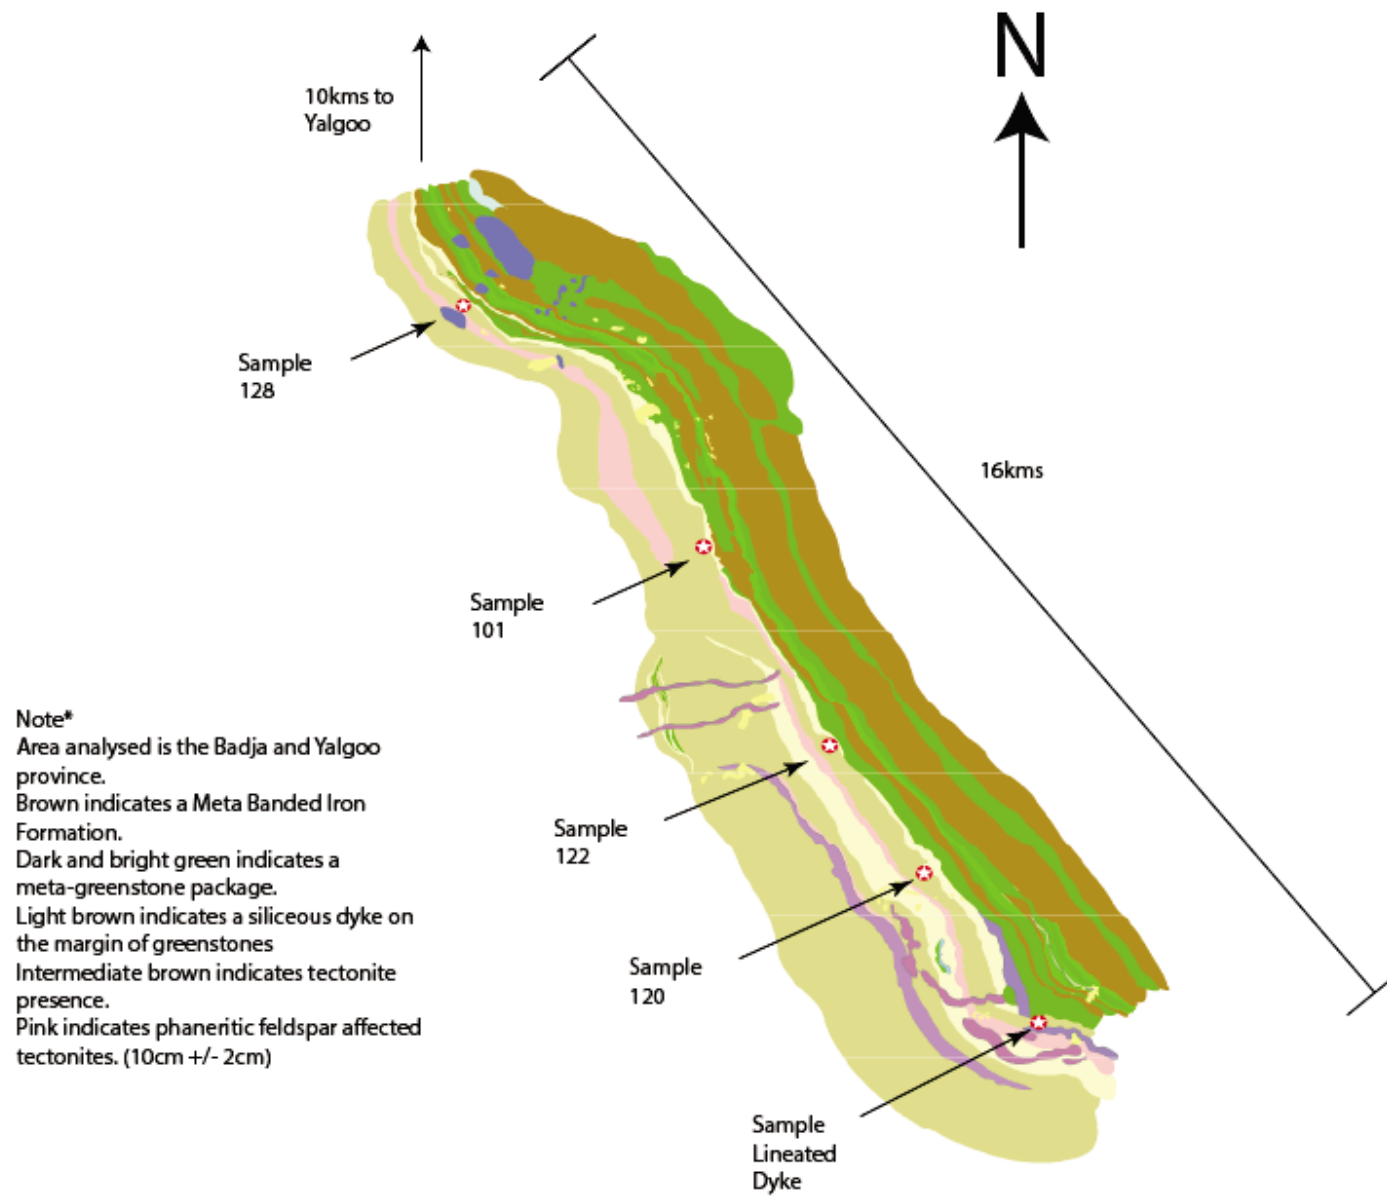 N
10kms to
Yalgoo
Sample
128
16kms
Sample
101
Note*
Area analysed is the Badja and Yalgoo
province.
Brown indicates a Meta Banded Iron
Formation.
Dark and bright green indicates a
meta-greenstone package.
Light brown indicates a siliceous dyke on
the margin of greenstones
Intermediate brown indicates tectonite
presence.
Pink indicates phaneritic feldspar affected
tectonites. (10cm +/- 2cm)
Sample
122
Sample
120
Sample
Lineated
Dyke